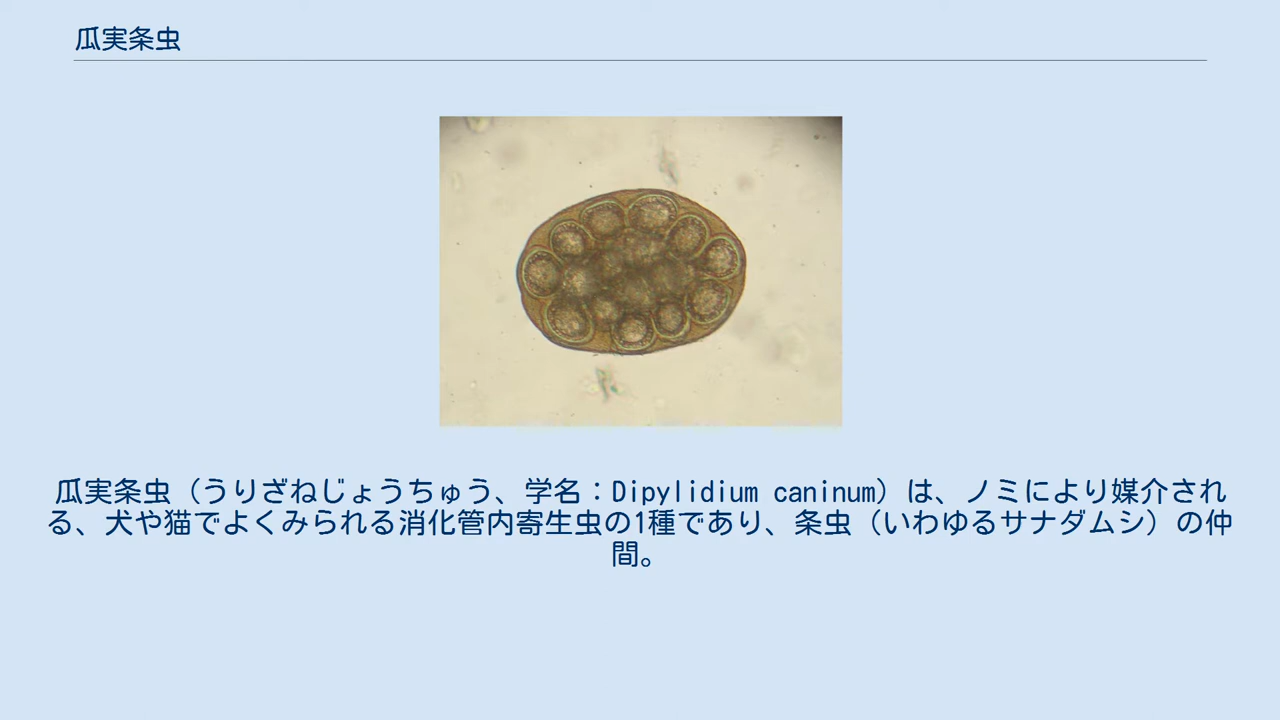 瓜実条虫
瓜実条虫（うりざねじょうちゅう、学名：Dipylidium caninum）は、ノミにより媒介され
る、犬や猫でよくみられる消化管内寄生虫の1種であり、条虫（いわゆるサナダムシ）の仲
間。